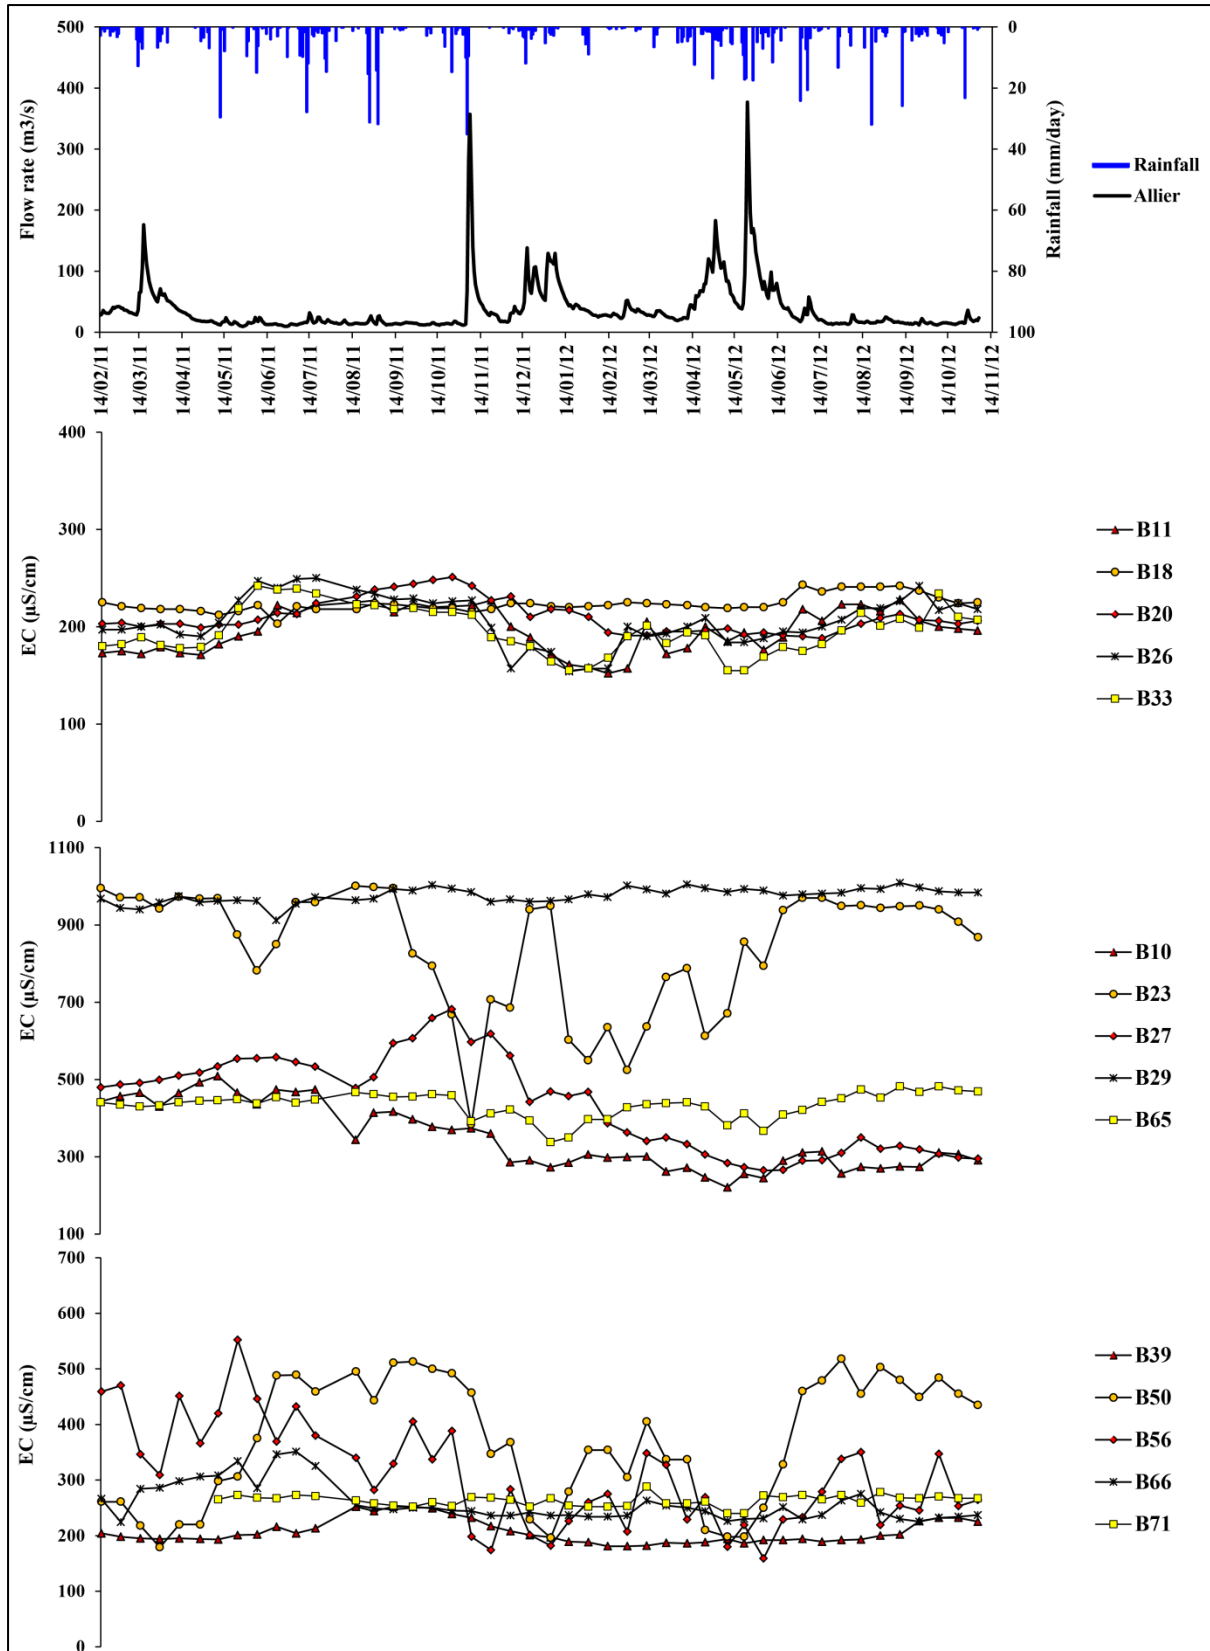 500
400
300
200
100
0
Flow rate (m3/s)
0
20
40
60
80
100
Rainfall (mm/day)
Rainfall
Allier
14/02/11
14/03/11
14/04/11
14/05/11
14/06/11
14/07/11
14/08/11
14/09/11
14/10/11
14/11/11
14/12/11
14/01/12
14/02/12
14/03/12
14/04/12
14/05/12
14/06/12
14/07/12
14/08/12
14/09/12
14/10/12
14/11/12
400
300
200
100
0
EC (µS/cm)
B11
B18
B20
B26
B33
1100
900
700
500
300
100
EC (µS/cm)
B10
B23
B27
B29
B65
700
600
500
400
300
200
100
0
EC (µS/cm)
B39
B50
B56
B66
B71